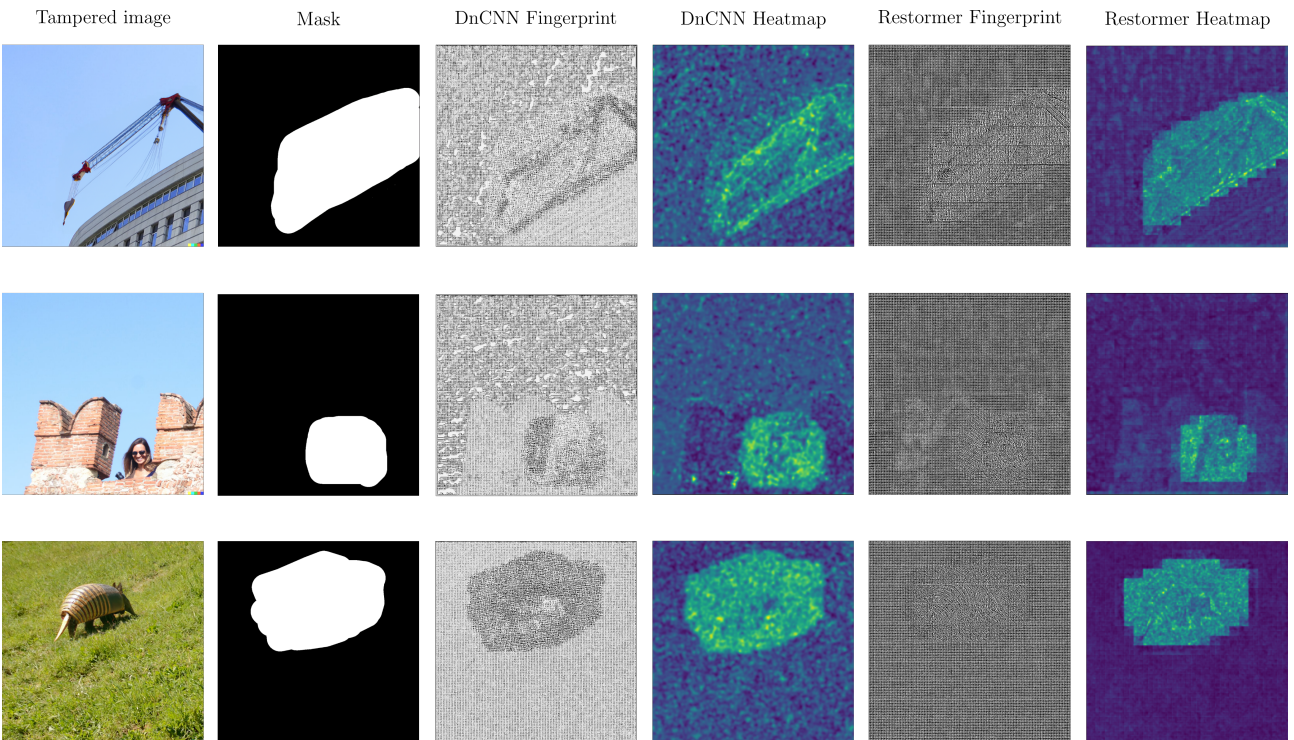 Tampered image
Mask
DnCNN Fingerprint
DnCNN Heatmap
Restormer Fingerprint
Restormer Heatmap